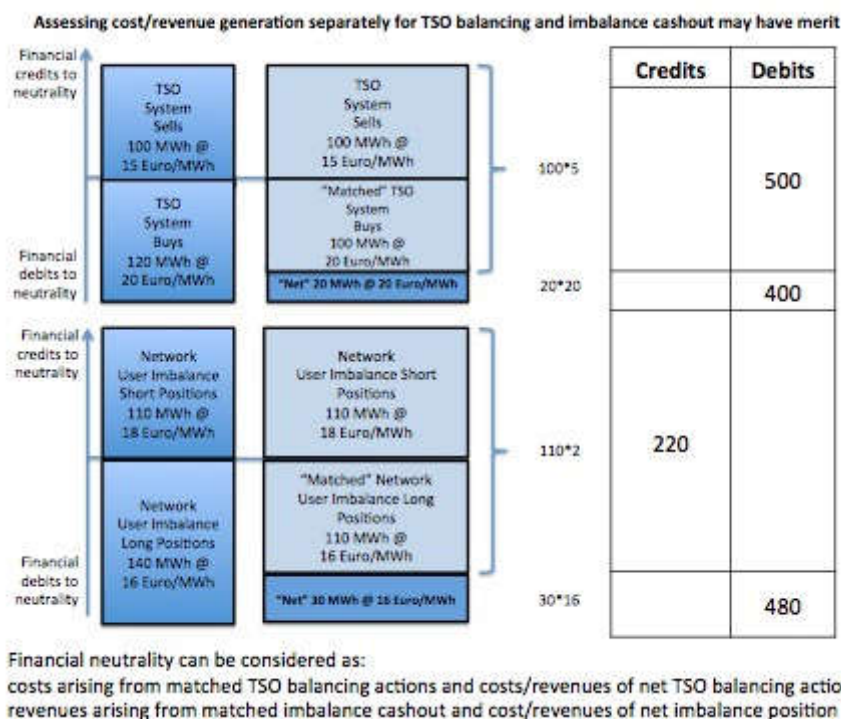 Assessing cost/revenue generation separately for TSO balancing and imbalance cashout may have merit
Financial
credits to
neutrality
TSO
System
Sells
100 MWh @
15 Euro/MWh
TSO
System
Sells
100 MWh @
15 Euro/MWh
100*5
Credits
Debits
500
TSO
System
Buys
120 MWh @
20 Euro/MWh
"Matched" TSO
System
Buys
100 MWh @
20 Euro/MWh
Financial
debits to
neutrality
"Net" 20 MWh @ 20 Euro/MWh
20*20
400
Financial
credits to
neutrality
Network
User Imbalance
Short Positions
110 MWh @
18 Euro/MWh
Network
User Imbalance Short
Positions
110 MWh @
18 Euro/MWh
110*2
220
Network
User Imbalance
Long Positions
140 MWh @
16 Euro/MWh
"Matched" Network
User Imbalance Long
Positions
110 MWh @
16 Euro/MWh
Financial
debits to
neutrality
"Net" 30 MWh @ 16 Euro/MWh
30*16
480
Financial neutrality can be considered as:
costs arising from matched TSO balancing actions and costs/revenues of net TSO balancing actio
revenues arising from matched imbalance cashout and cost/revenues of net imbalance position